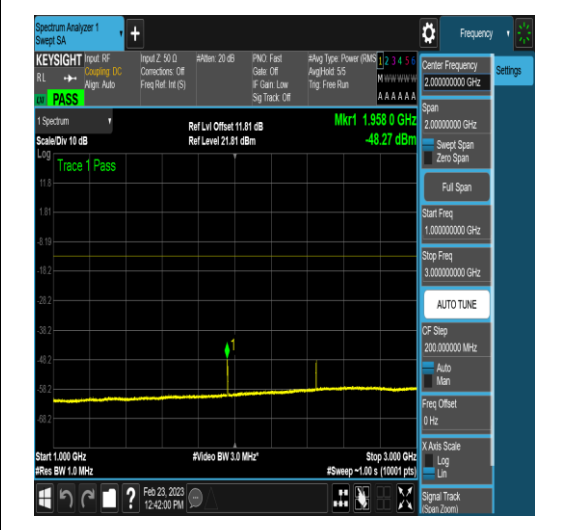 Spectrum Analyzer 1
Swept SA
+
Frequency
KEYSIGHT
RL
PASS
Input: RF
Coupling: DC
Align: Auto
Input Z: 50 Ω
Corrections: Off
Freq Ref: Int (S)
#Atten: 20 dB
PNO: Fast
Gate: Off
IF Gain: Low
Sig Track: Off
#Avg Type: Power (RMS
Avg|Hold: 5/5
Trig: Free Run
1 2 3 4 5 6
M W W W W W
A A A A A A
1 Spectrum
Scale/Div 10 dB
Ref Lvl Offset 11.81 dB
Ref Level 21.81 dBm
Mkr1 1.958 0 GHz
-48.27 dBm
Log
Trace 1 Pass
11.8
1.81
-8.19
-18.2
-28.2
-38.2
-48.2
-58.2
-68.2
1
Start 1.000 GHz
#Res BW 1.0 MHz
#Video BW 3.0 MHz*
Stop 3.000 GHz
#Sweep ~1.00 s (10001 pts)
Feb 23, 2023
12:42:00 PM
?
Center Frequency
2.000000000 GHz
Settings
Span
2.00000000 GHz
Swept Span
Zero Span
Full Span
Start Freq
1.000000000 GHz
Stop Freq
3.000000000 GHz
AUTO TUNE
CF Step
200.000000 MHz
Auto
Man
Freq Offset
0 Hz
X Axis Scale
Log
Lin
Signal Track
(Span Zoom)